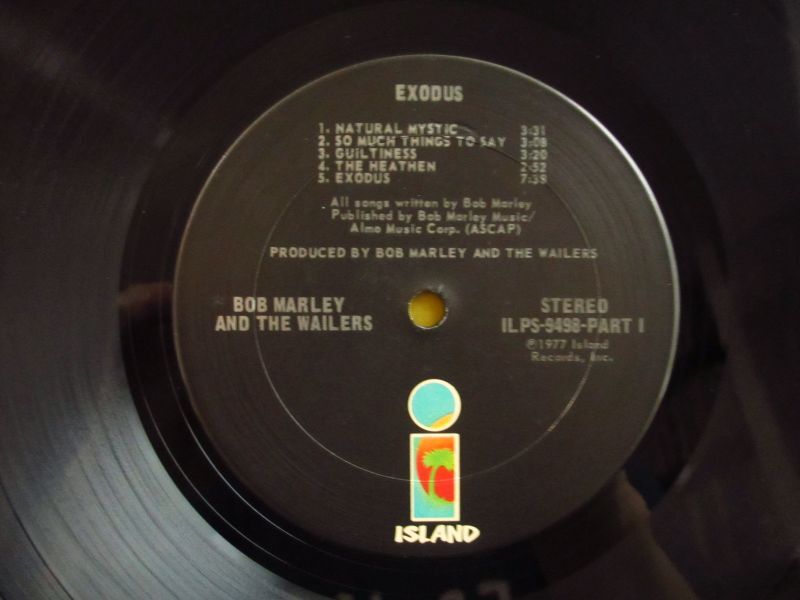 EXODUS
1. NATURAL MYSTIC 3:31
2. SO MUCH THINGS TO SAY 3:08
3. GUILTINESS 3:20
4. THE HEATHEN 2:52
5. EXODUS 7:39
All songs written by Bob Marley
Published by Bob Marley Music/
Almo Music Corp. (ASCAP)
PRODUCED BY BOB MARLEY AND THE WAILERS
BOB MARLEY
AND THE WAILERS
STEREO
ILPS-9498-PART I
℗1977 Island
Records, Inc.
ISLAND